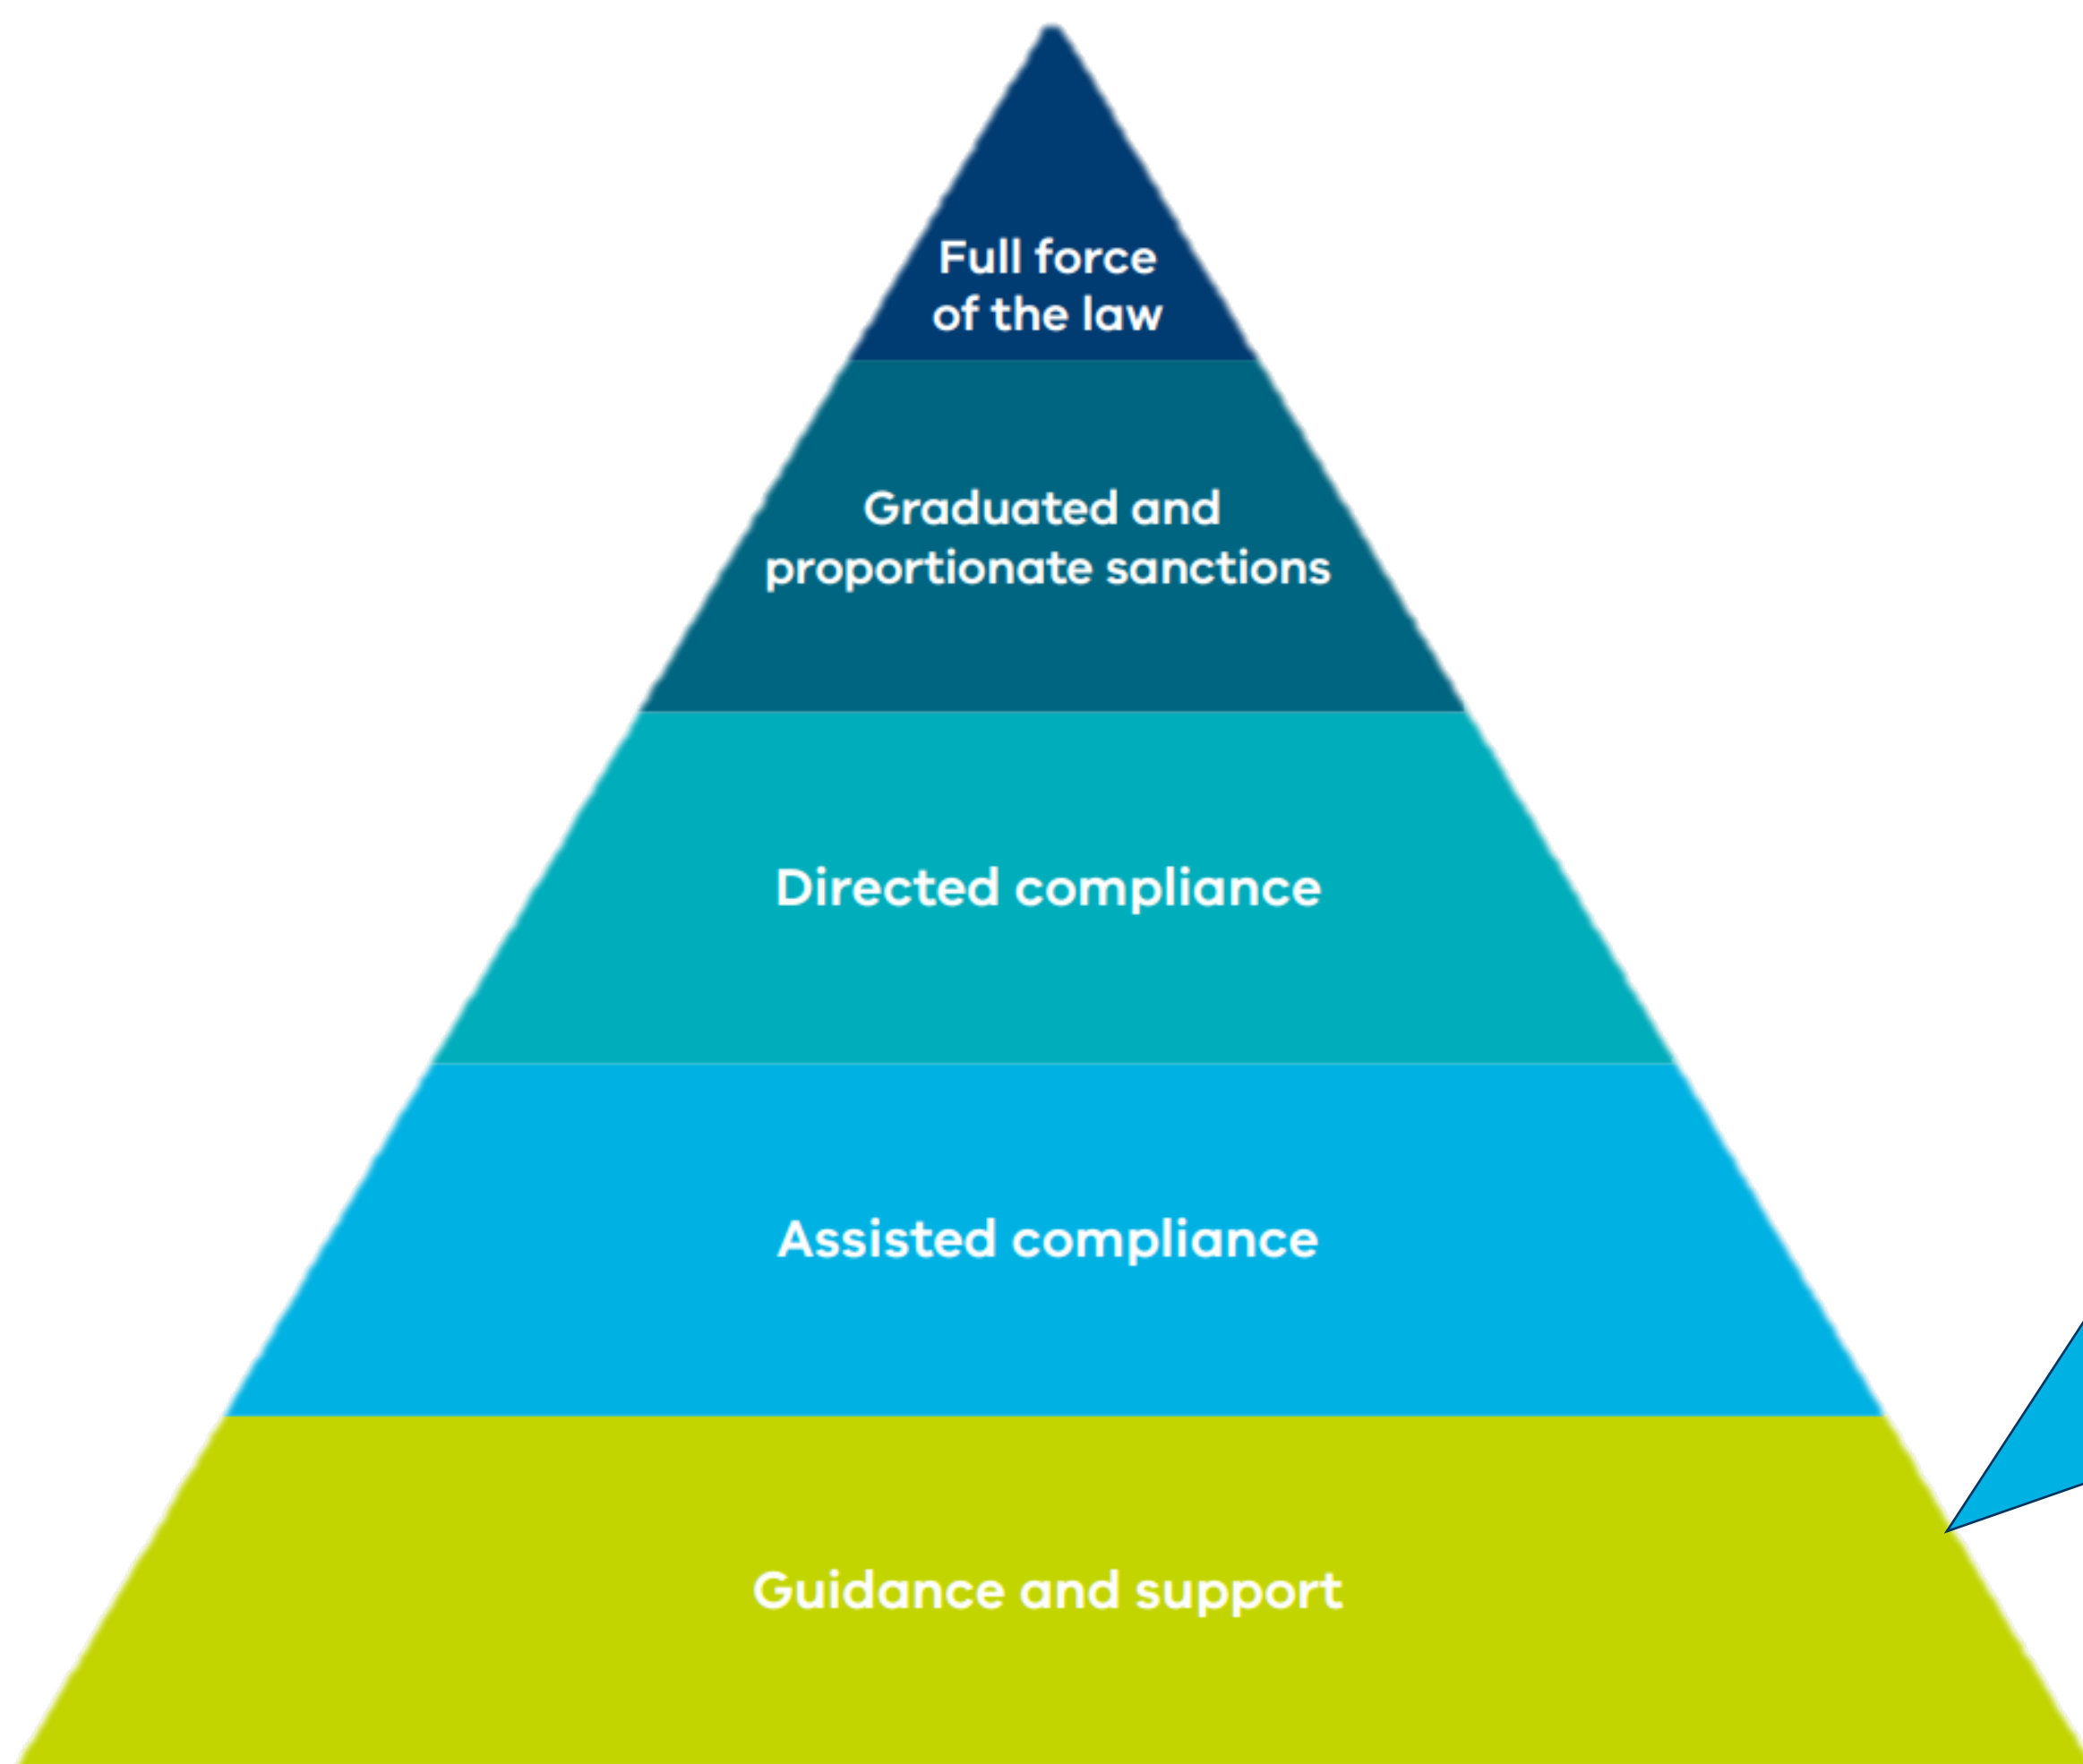 Full force
of the law
Graduated and
proportionate sanctions
Directed compliance
Assisted compliance
Guidance and support